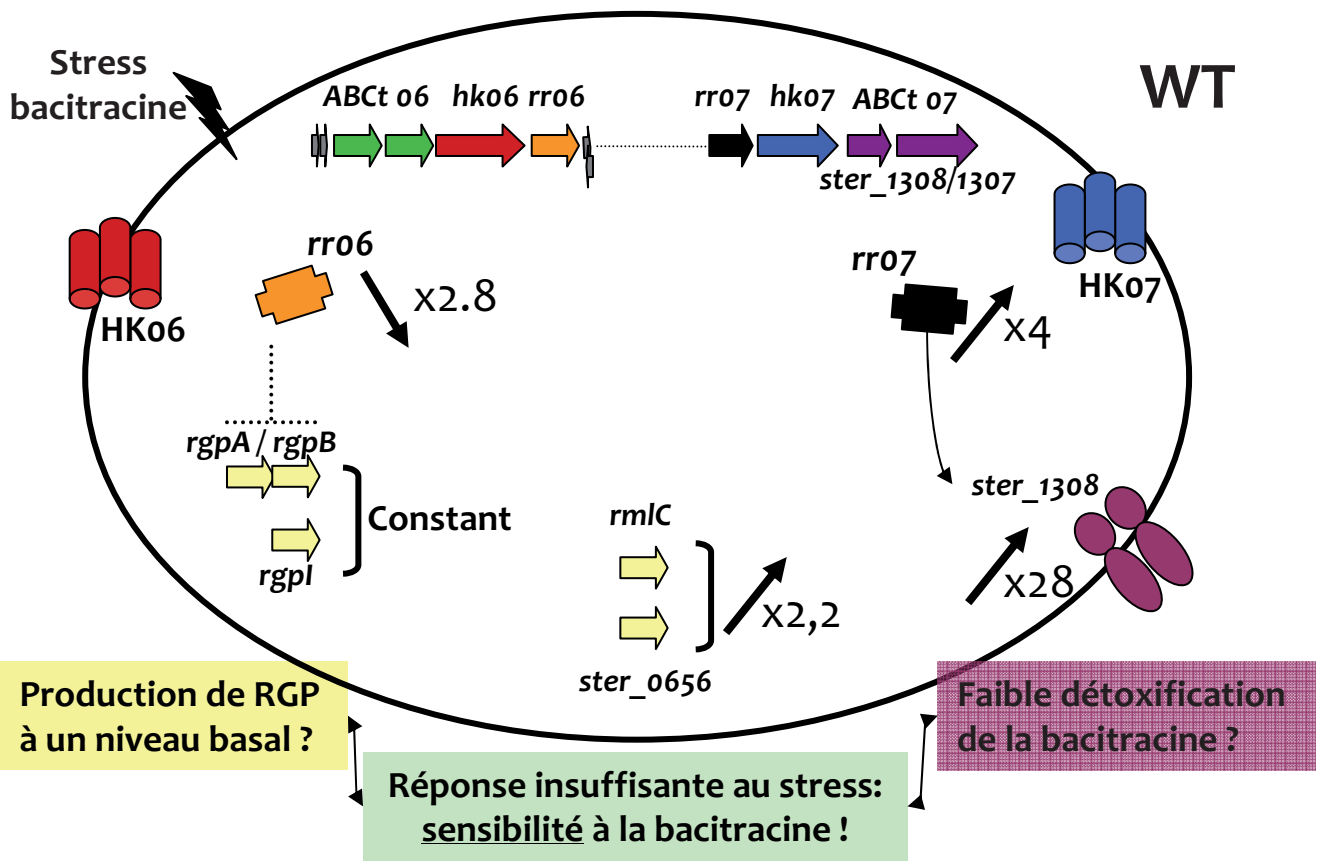 Stress
bacitracine
WT
ABCt 06 hk06 rr06 rr07 hk07 ABCt 07
ster_1308/1307
HK06
HK07
rr06
x2.8
rr07
x4
rgpA / rgpB
Constant
rgpI
rmlC
x2,2
ster_0656
ster_1308
x28
Production de RGP
à un niveau basal ?
Faible détoxification
de la bacitracine ?
Réponse insuffisante au stress:
sensibilité à la bacitracine !